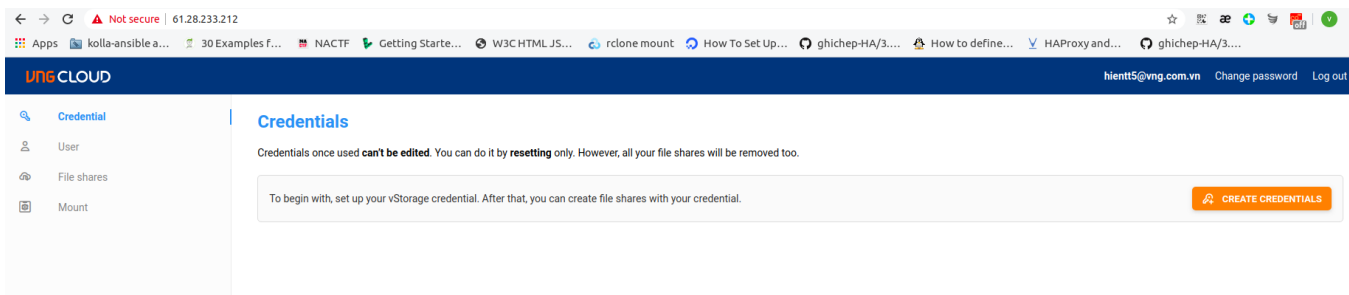 Not secure | 61.28.233.212
Apps kolla-ansible a... 30 Examples f... NACTF Getting Starte... W3C HTML JS... rclone mount How To Set Up... ghichep-HA/3.... How to define... HAProxy and... ghichep-HA/3....
VNG CLOUD hientt5@vng.com.vn Change password Log out
Credential
User
File shares
Mount
Credentials
Credentials once used can't be edited. You can do it by resetting only. However, all your file shares will be removed too.
To begin with, set up your vStorage credential. After that, you can create file shares with your credential. CREATE CREDENTIALS